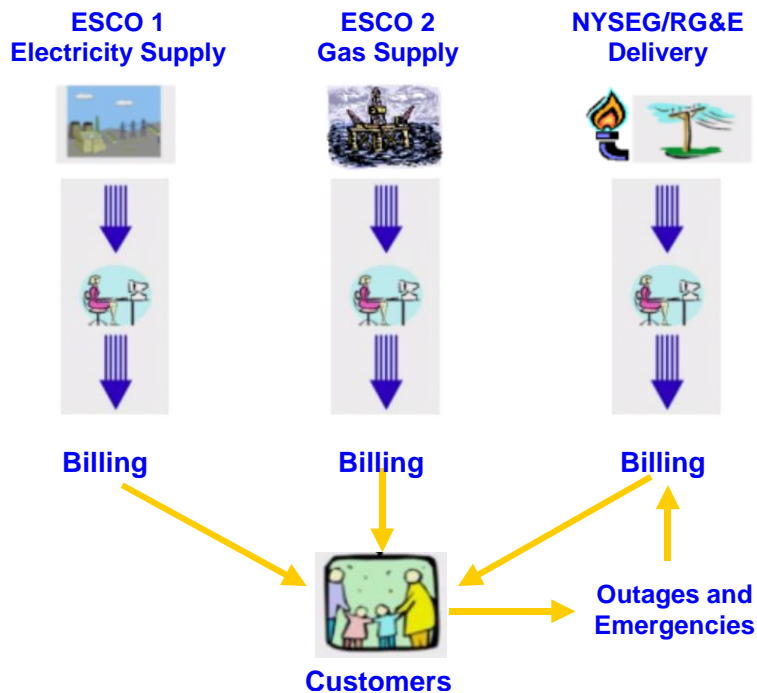 ESCO 1
Electricity Supply
ESCO 2
Gas Supply
NYSEG/RG&E
Delivery
Billing
Billing
Billing
Outages and
Emergencies
Customers